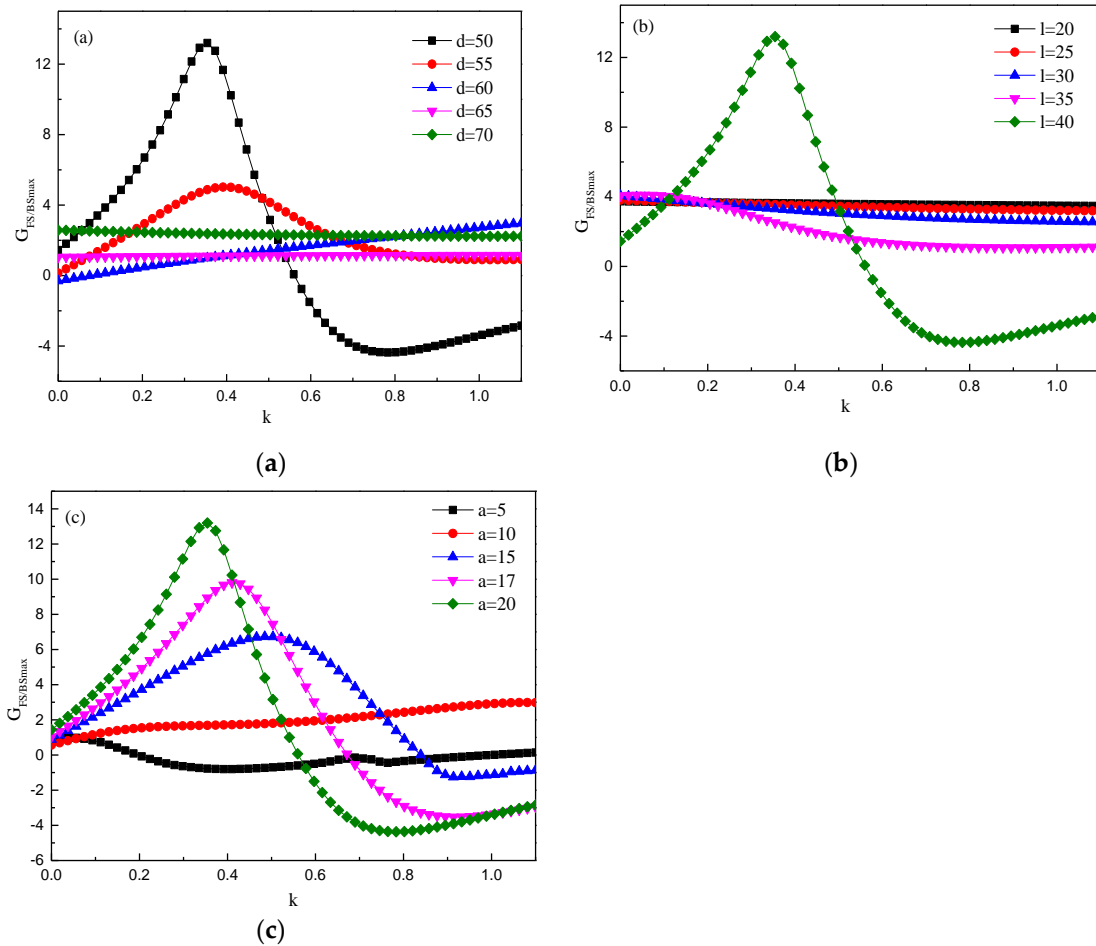 (a)
d=50
d=55
d=60
d=65
d=70
G_FS/BSmax
12
8
4
0
-4
0.0 0.2 0.4 0.6 0.8 1.0
k
(a)
(b)
l=20
l=25
l=30
l=35
l=40
G_FS/BSmax
12
8
4
0
-4
0.0 0.2 0.4 0.6 0.8 1.0
k
(b)
(c)
a=5
a=10
a=15
a=17
a=20
G_FS/BSmax
14
12
10
8
6
4
2
0
-2
-4
-6
0.0 0.2 0.4 0.6 0.8 1.0
k
(c)